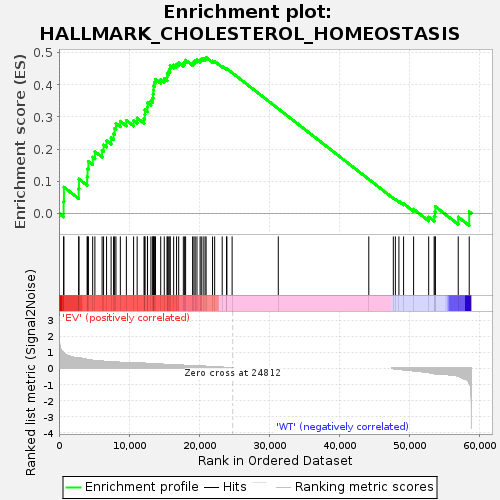 Enrichment plot:
HALLMARK_CHOLESTEROL_HOMEOSTASIS
Enrichment score (ES)
0.5
0.4
0.3
0.2
0.1
0.0
'EV' (positively correlated)
Ranked list metric (Signal2Noise)
3
2
1
0
-1
-2
-3
-4
Zero cross at 24812
'WT' (negatively correlated)
0
10,000
20,000
30,000
40,000
50,000
60,000
Rank in Ordered Dataset
Enrichment profile
Hits
Ranking metric scores